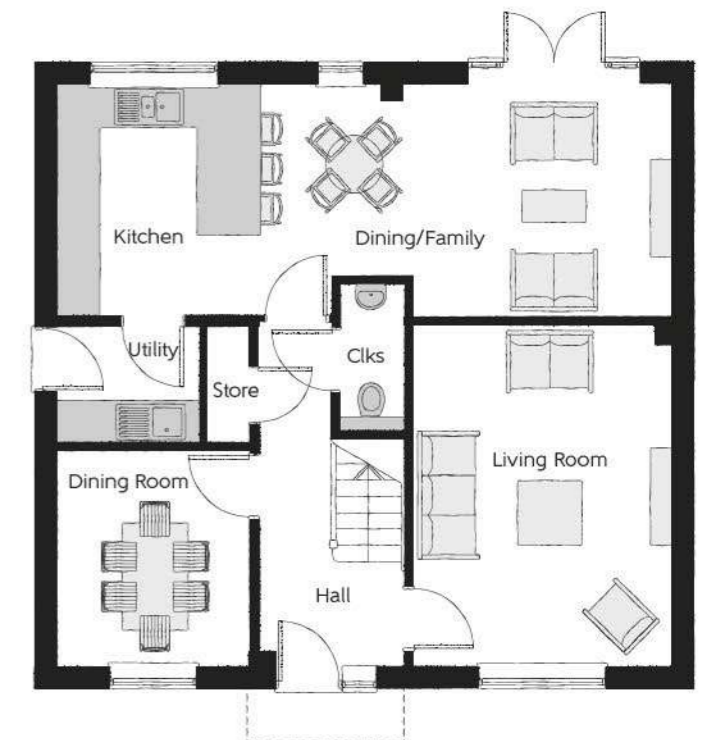 Kitchen
Dining/Family
Utility
Clks
Store
Living Room
Dining Room
Hall